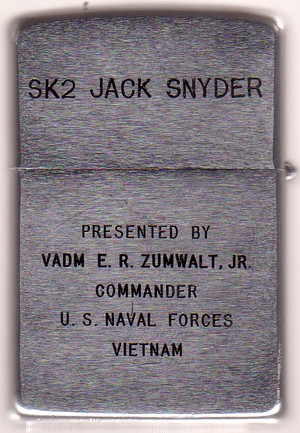 SK2 JACK SNYDER
PRESENTED BY
VADM E. R. ZUMWALT, JR.
COMMANDER
U. S. NAVAL FORCES
VIETNAM